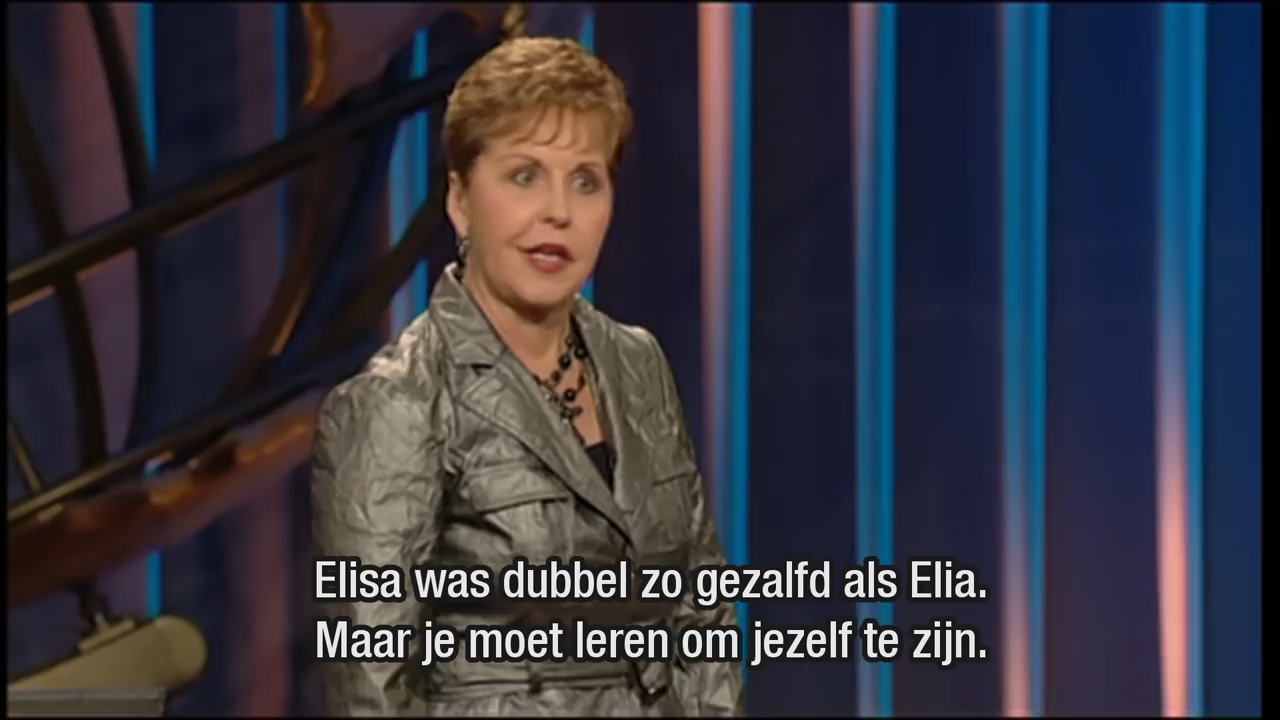 Elisa was dubbel zo gezalfd als Elia.
Maar je moet leren om jezelf te zijn.